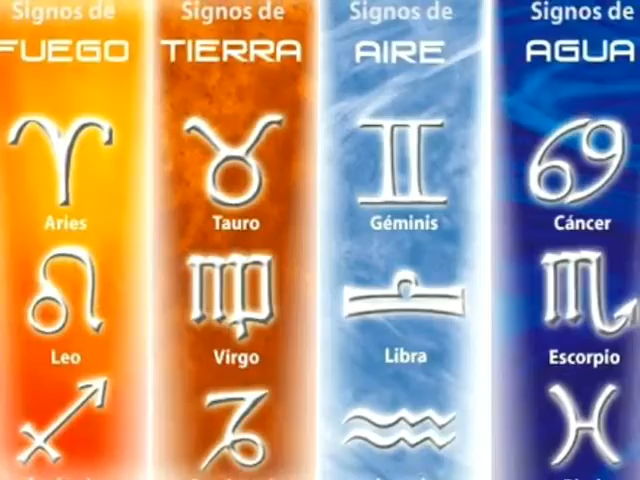 Signos de
FUEGO
Aries
Leo
Signos de
TIERRA
Tauro
Virgo
Signos de
AIRE
Géminis
Libra
Signos de
AGUA
Cáncer
Escorpio